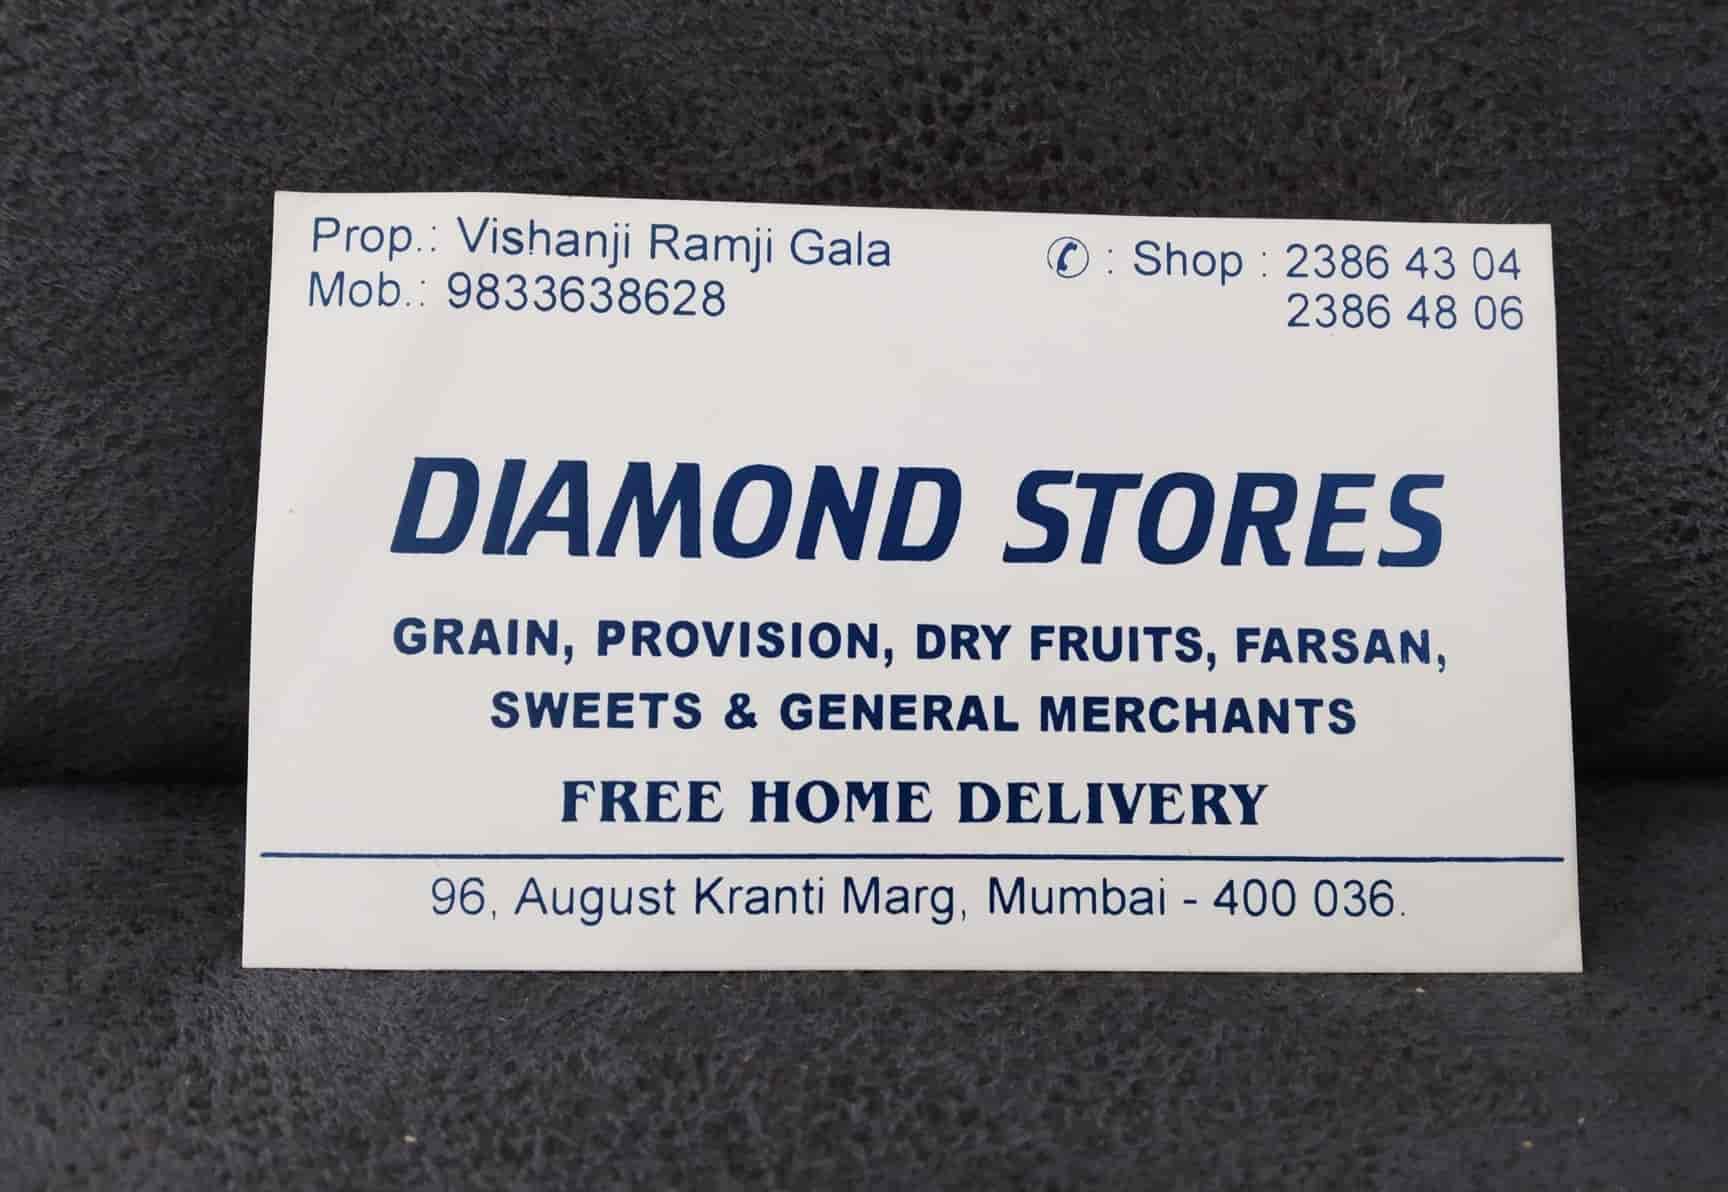 Prop.: Vishanji Ramji Gala
Mob.: 9833638628
✆ : Shop : 2386 43 04
2386 48 06
DIAMOND STORES
GRAIN, PROVISION, DRY FRUITS, FARSAN,
SWEETS & GENERAL MERCHANTS
FREE HOME DELIVERY
96, August Kranti Marg, Mumbai - 400 036.